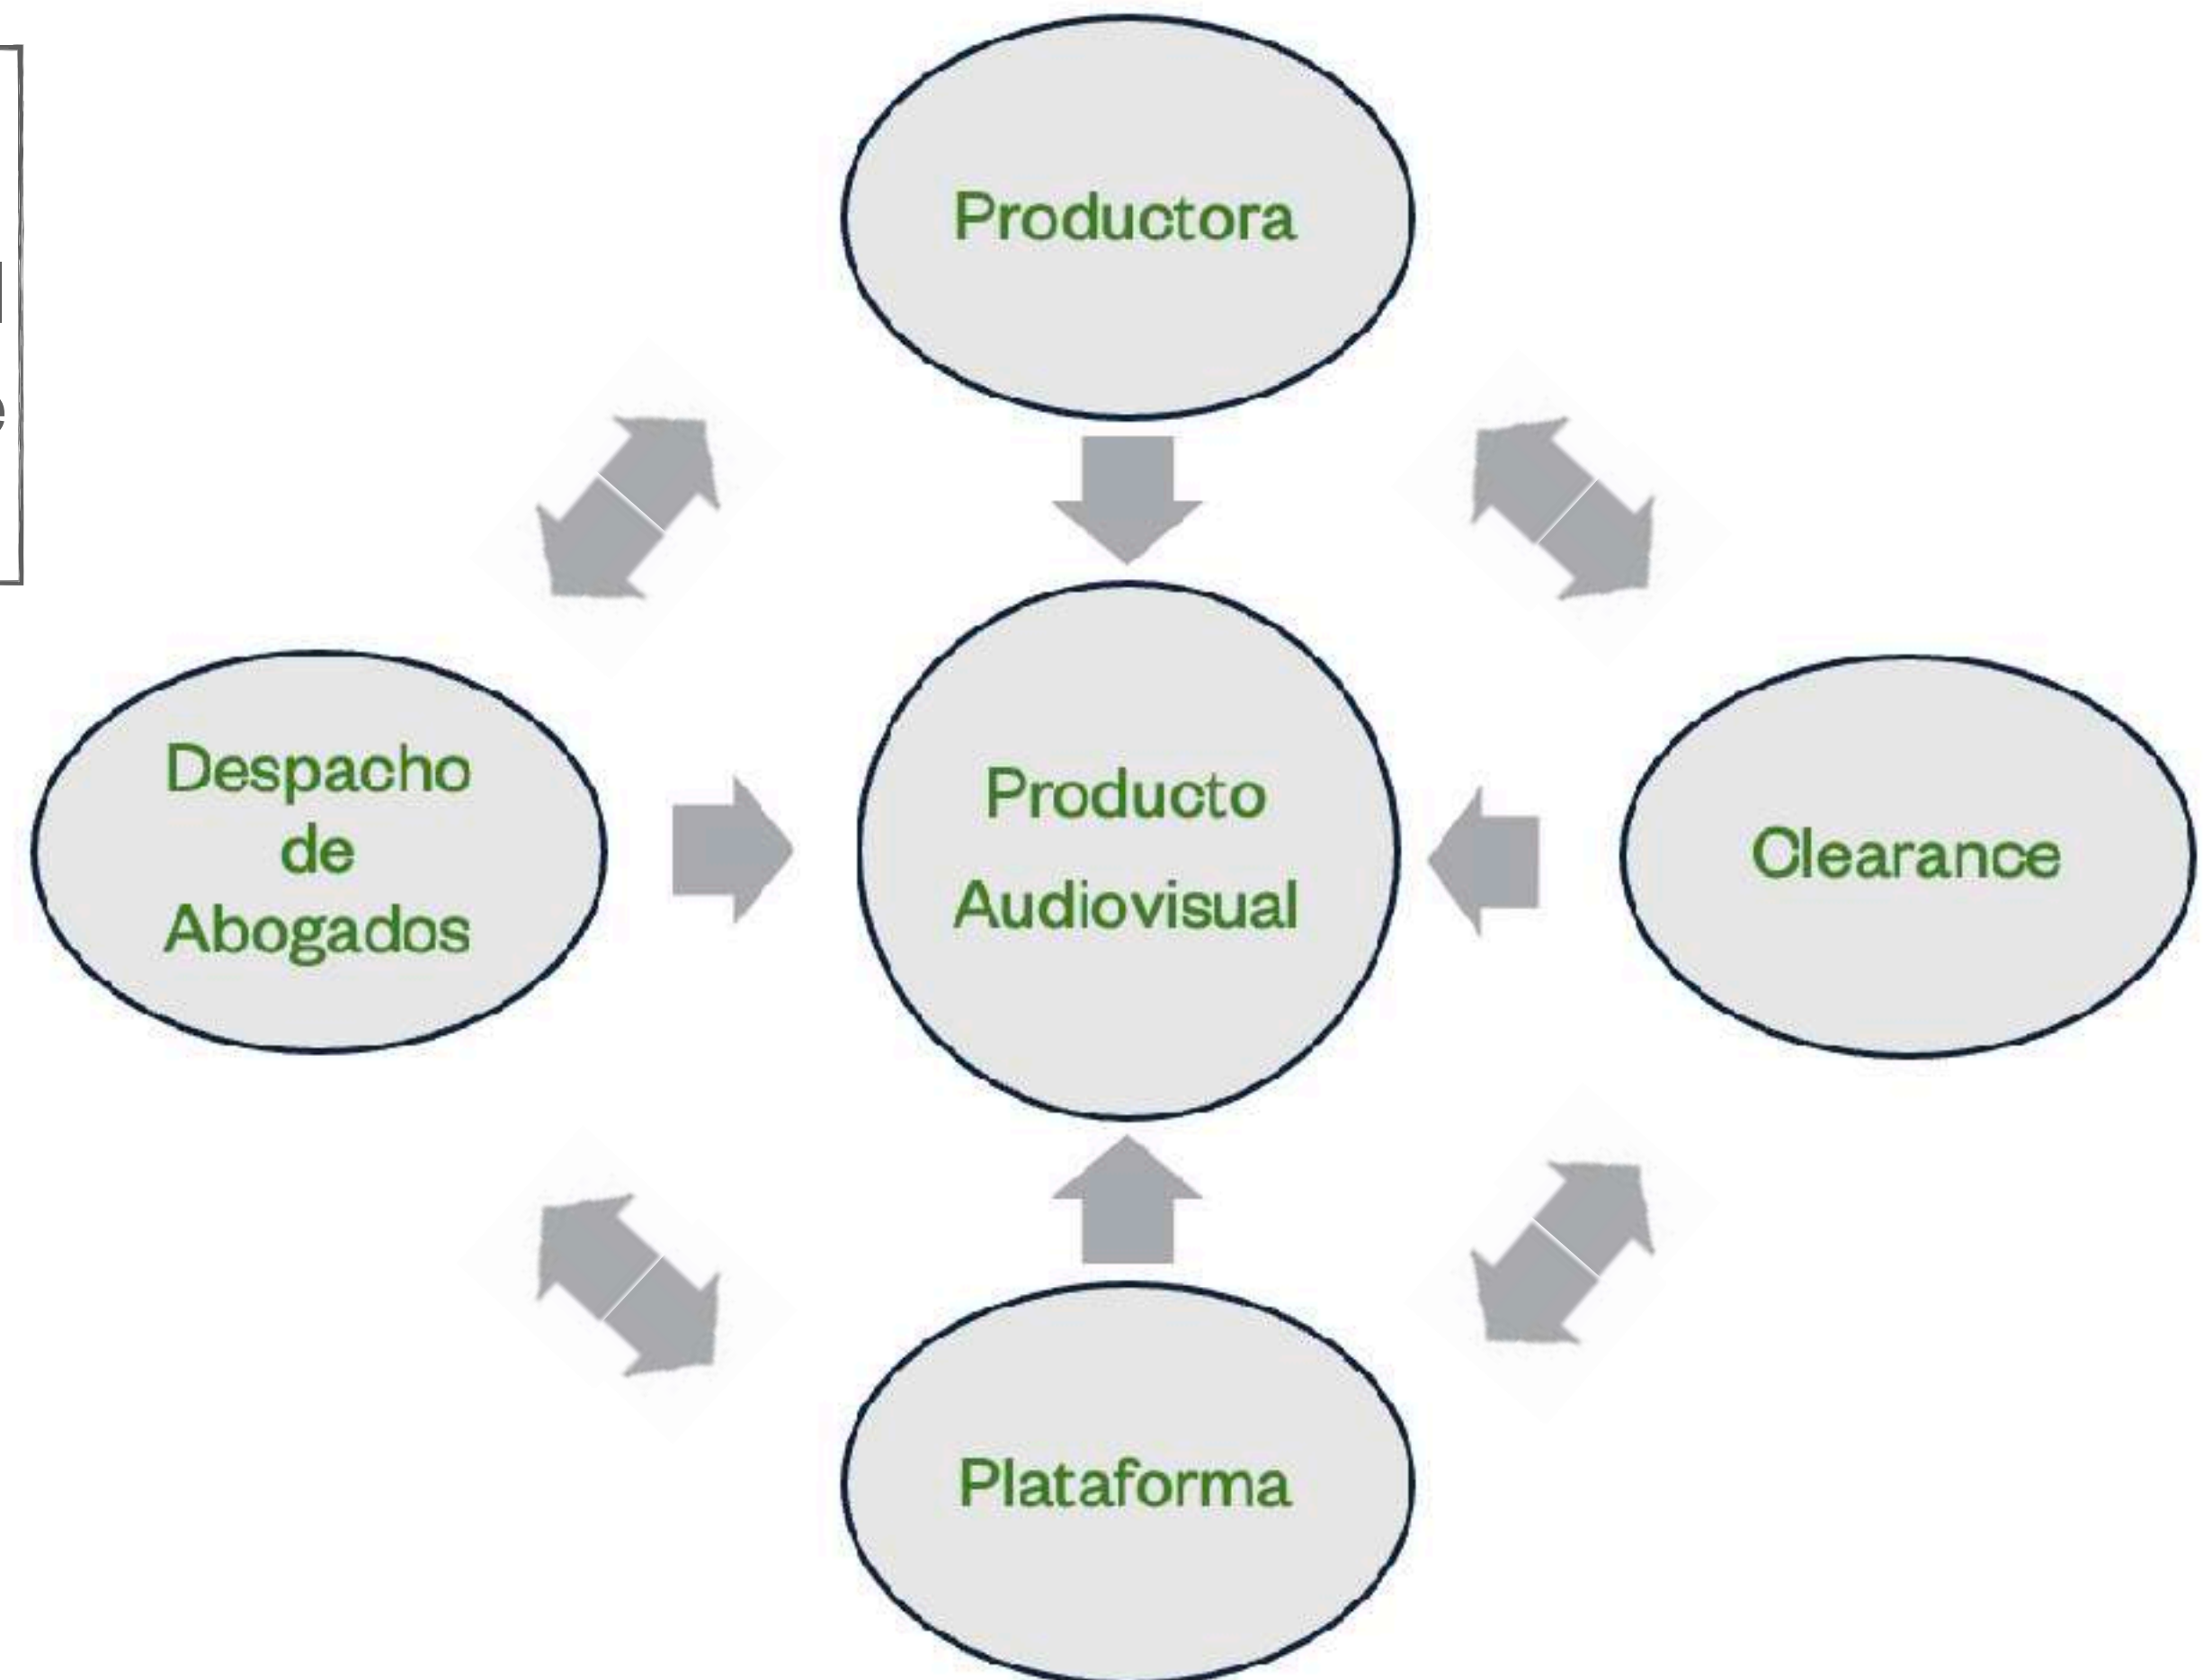 Productora
Despacho
de
Abogados
Producto
Audiovisual
Clearance
Plataforma